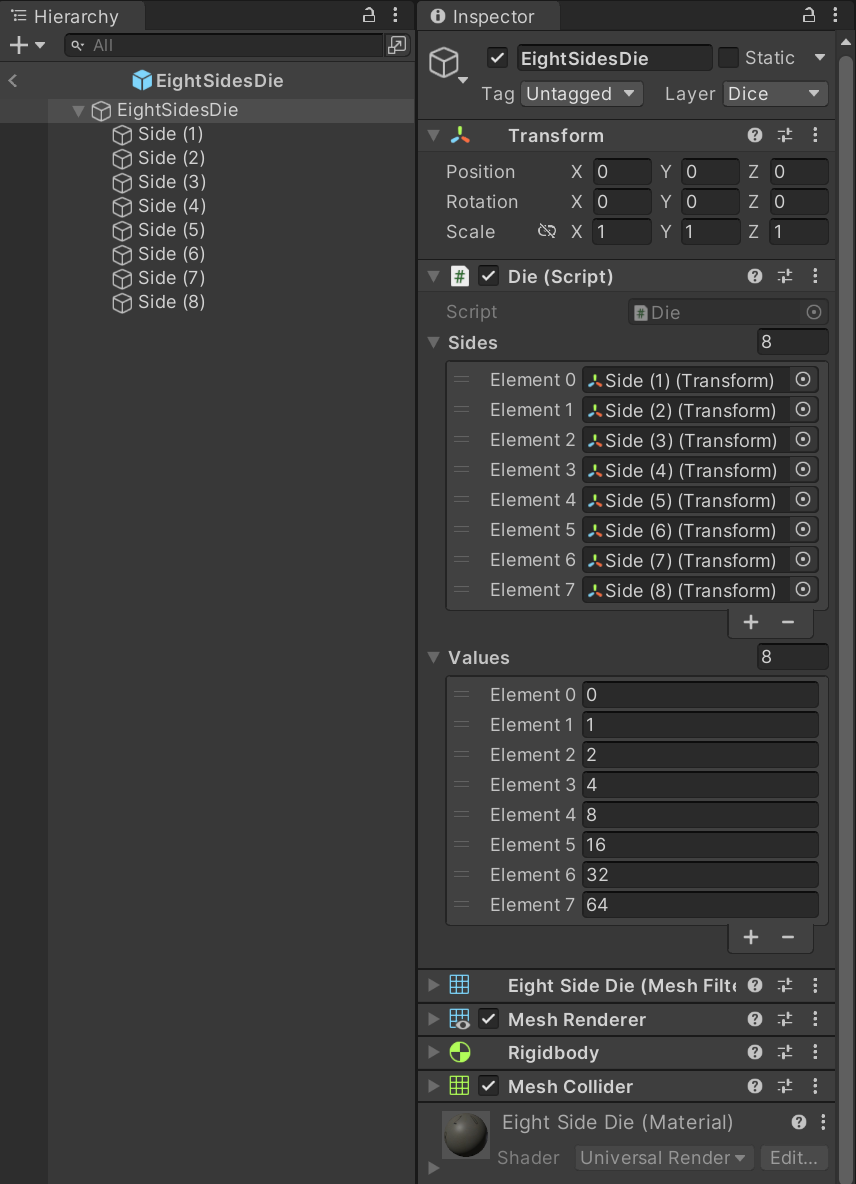 Hierarchy
All
EightSidesDie
EightSidesDie
Side (1)
Side (2)
Side (3)
Side (4)
Side (5)
Side (6)
Side (7)
Side (8)
Inspector
EightSidesDie Static
Tag Untagged Layer Dice
Transform
Position X 0 Y 0 Z 0
Rotation X 0 Y 0 Z 0
Scale X 1 Y 1 Z 1
# Die (Script)
Script # Die
Sides 8
Element 0 Side (1) (Transform)
Element 1 Side (2) (Transform)
Element 2 Side (3) (Transform)
Element 3 Side (4) (Transform)
Element 4 Side (5) (Transform)
Element 5 Side (6) (Transform)
Element 6 Side (7) (Transform)
Element 7 Side (8) (Transform)
+ −
Values 8
Element 0 0
Element 1 1
Element 2 2
Element 3 4
Element 4 8
Element 5 16
Element 6 32
Element 7 64
+ −
Eight Side Die (Mesh Filte
Mesh Renderer
Rigidbody
Mesh Collider
Eight Side Die (Material)
Shader Universal Render Edit...